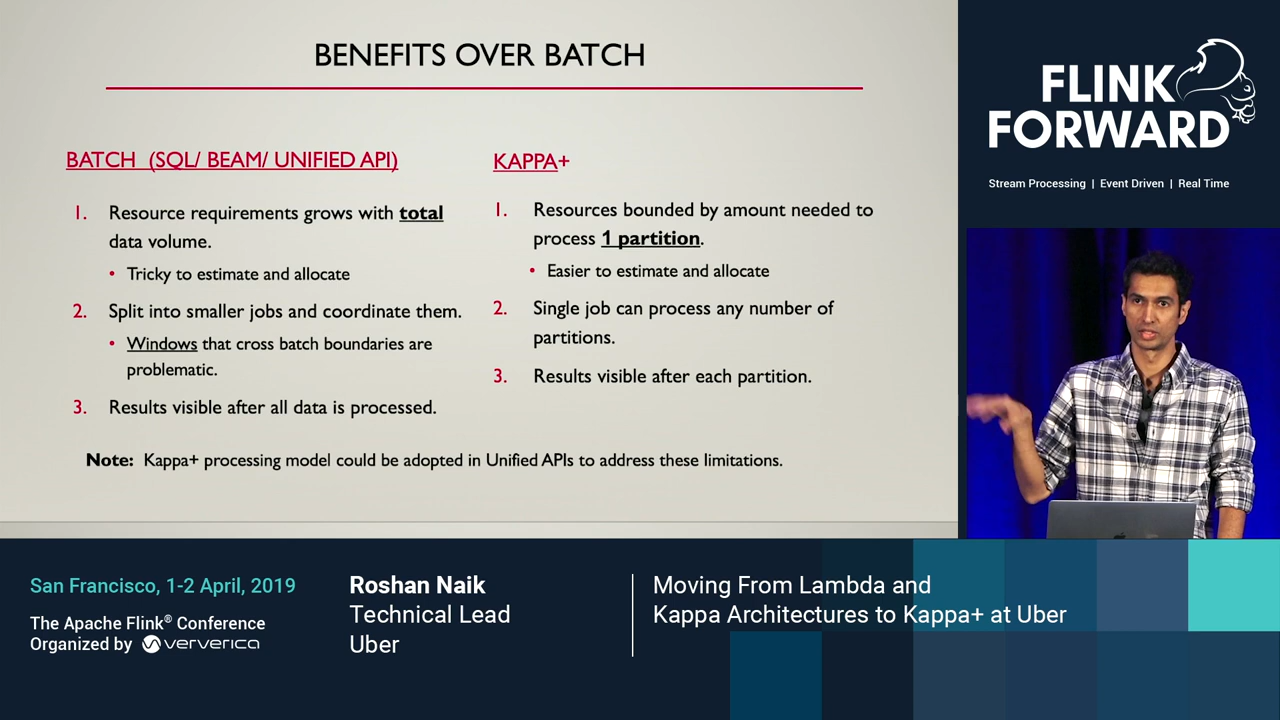 BENEFITS OVER BATCH
BATCH (SQL/ BEAM/ UNIFIED API)
1. Resource requirements grows with total
data volume.
• Tricky to estimate and allocate
2. Split into smaller jobs and coordinate them.
• Windows that cross batch boundaries are
problematic.
3. Results visible after all data is processed.
KAPPA+
1. Resources bounded by amount needed to
process 1 partition.
• Easier to estimate and allocate
2. Single job can process any number of
partitions.
3. Results visible after each partition.
Note: Kappa+ processing model could be adopted in Unified APIs to address these limitations.
FLINK
FORWARD
Stream Processing | Event Driven | Real Time
San Francisco, 1-2 April, 2019
The Apache Flink® Conference
Organized by ververica
Roshan Naik
Technical Lead
Uber
Moving From Lambda and
Kappa Architectures to Kappa+ at Uber